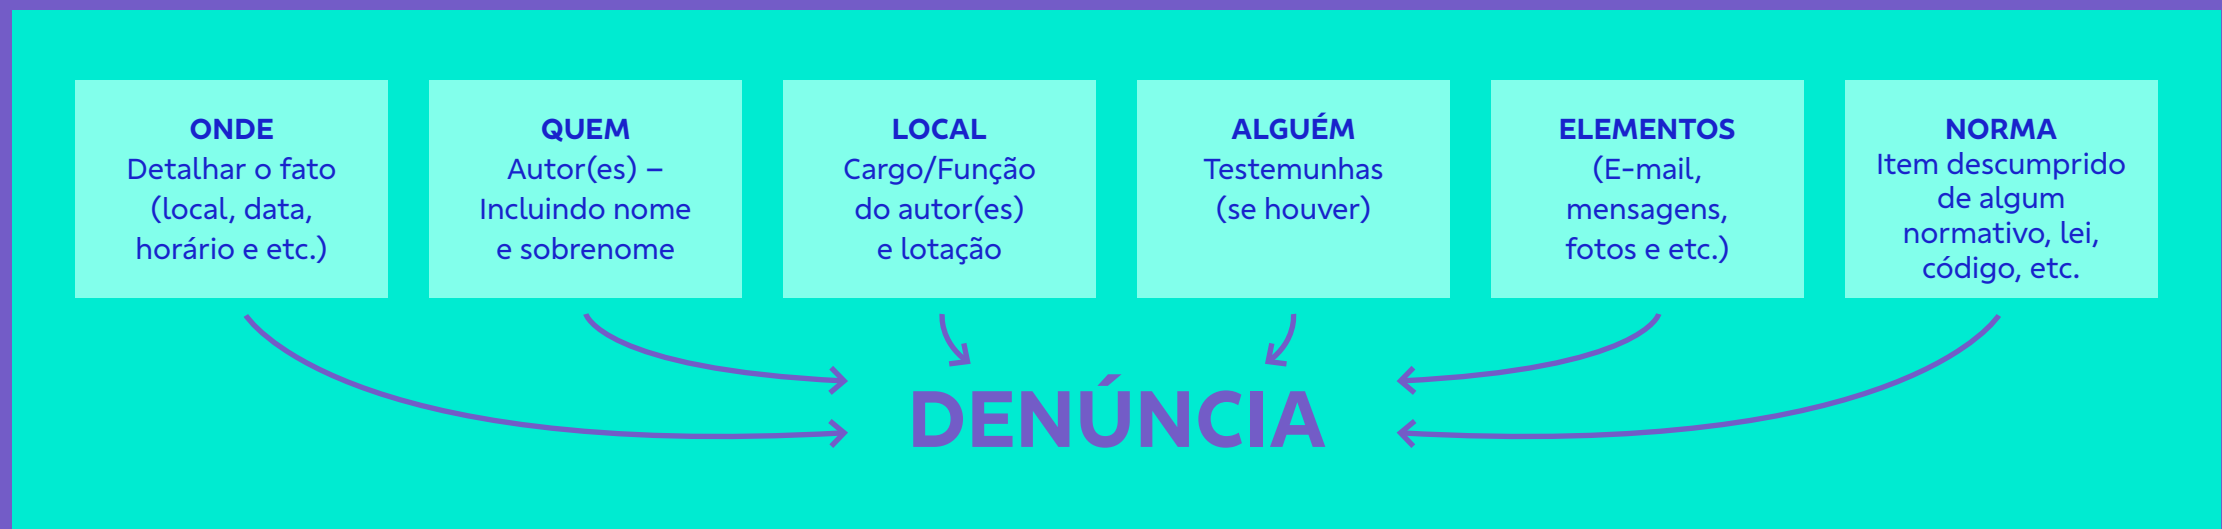 ONDE
Detalhar o fato
(local, data,
horário e etc.)
QUEM
Autor(es) –
Incluindo nome
e sobrenome
LOCAL
Cargo/Função
do autor(es)
e lotação
ALGUÉM
Testemunhas
(se houver)
ELEMENTOS
(E-mail,
mensagens,
fotos e etc.)
NORMA
Item descumprido
de algum
normativo, lei,
código, etc.
DENÚNCIA